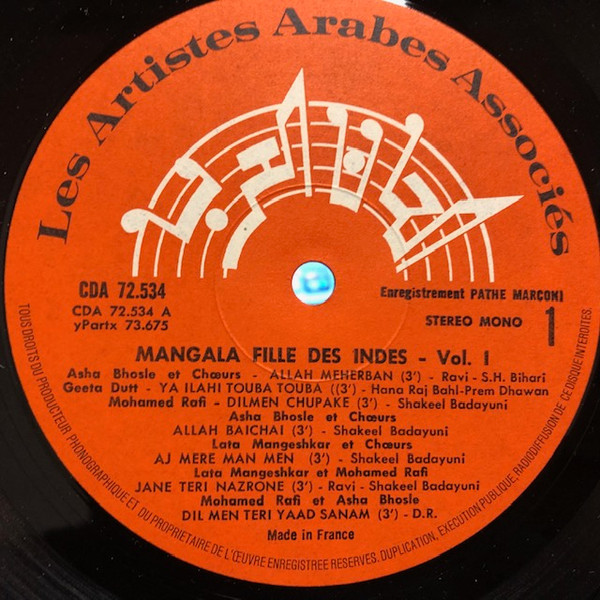 Les Artistes Arabes Associés
CDA 72.534
CDA 72.534 A
yPartx 73.675
Enregistrement PATHE MARCONI
STEREO MONO
1
MANGALA FILLE DES INDES - Vol. I
Asha Bhosle et Chœurs - ALLAH MEHERBAN (3') - Ravi - S.H. Bihari
Geeta Dutt - YA ILAHI TOUBA TOUBA ((3') - Hana Raj Bahl-Prem Dhawan
Mohamed Rafi - DILMEN CHUPAKE (3') - Shakeel Badayuni
Asha Bhosle et Chœurs
ALLAH BAICHAI (3') - Shakeel Badayuni
Lata Mangeshkar et Chœurs
AJ MERE MAN MEN (3') - Shakeel Badayuni
Lata Mangeshkar et Mohamed Rafi
JANE TERI NAZRONE (3') - Ravi - Shakeel Badayuni
Mohamed Rafi et Asha Bhosle
DIL MEN TERI YAAD SANAM (3') - D.R.
Made in France
TOUS DROITS DU PRODUCTEUR PHONOGRAPHIQUE ET DU PROPRIETAIRE DE L'ŒUVRE ENREGISTREE RESERVES. DUPLICATION, EXECUTION PUBLIQUE, RADIODIFFUSION DE CE DISQUE INTERDITES.